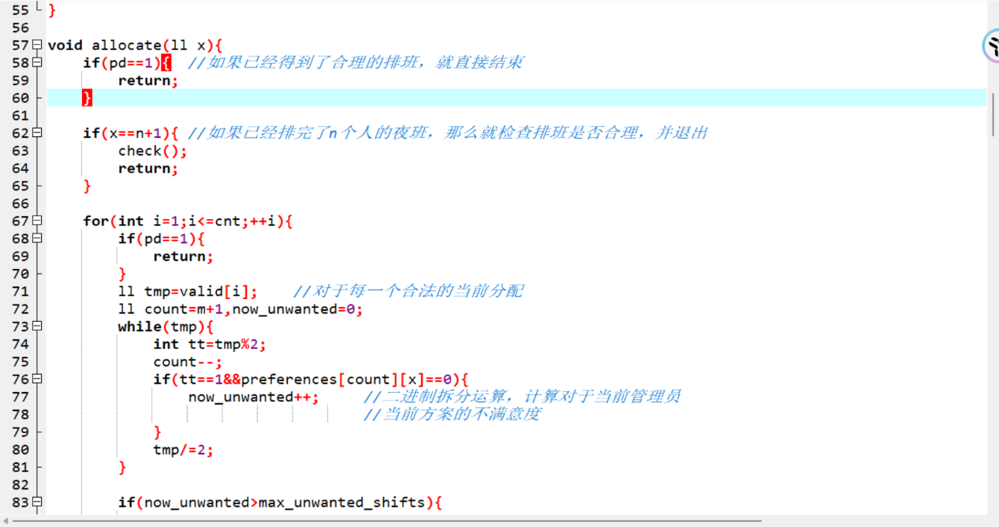 55 }
56
57 void allocate(ll x){
58     if(pd==1){  //如果已经得到了合理的排班，就直接结束
59         return;
60     }
61
62     if(x==n+1){ //如果已经排完了n个人的夜班，那么就检查排班是否合理，并退出
63         check();
64         return;
65     }
66
67     for(int i=1;i<=cnt;++i){
68         if(pd==1){
69             return;
70         }
71         ll tmp=valid[i];    //对于每一个合法的当前分配
72         ll count=m+1,now_unwanted=0;
73         while(tmp){
74             int tt=tmp%2;
75             count--;
76             if(tt==1&&preferences[count][x]==0){
77                 now_unwanted++;     //二进制拆分运算，计算对于当前管理员
78                                     //当前方案的不满意度
79             }
80             tmp/=2;
81         }
82
83         if(now_unwanted>max_unwanted_shifts){